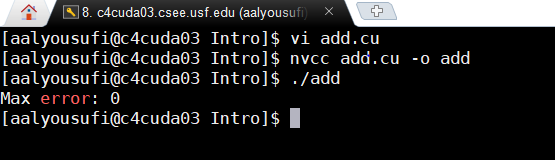 8. c4cuda03.csee.usf.edu (aalyousufi)
[aalyousufi@c4cuda03 Intro]$ vi add.cu
[aalyousufi@c4cuda03 Intro]$ nvcc add.cu -o add
[aalyousufi@c4cuda03 Intro]$ ./add
Max error: 0
[aalyousufi@c4cuda03 Intro]$